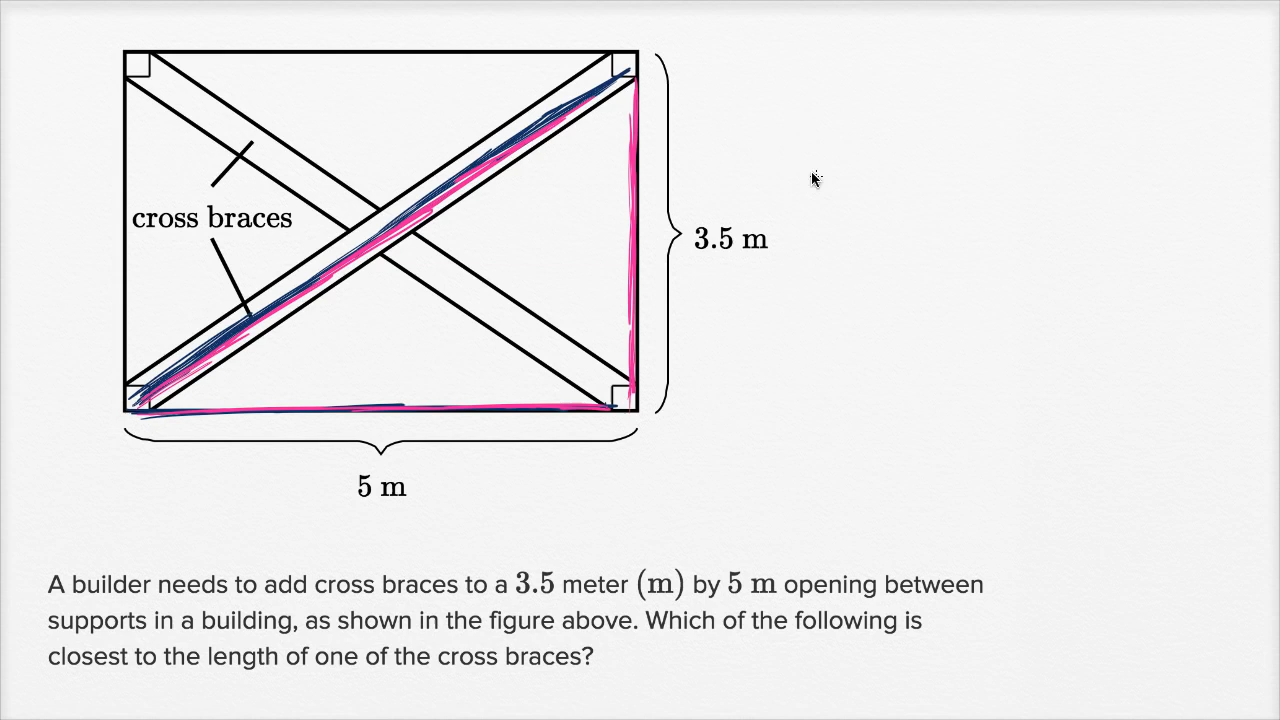 cross braces
3.5 m
5 m
A builder needs to add cross braces to a 3.5 meter (m) by 5 m opening between
supports in a building, as shown in the figure above. Which of the following is
closest to the length of one of the cross braces?